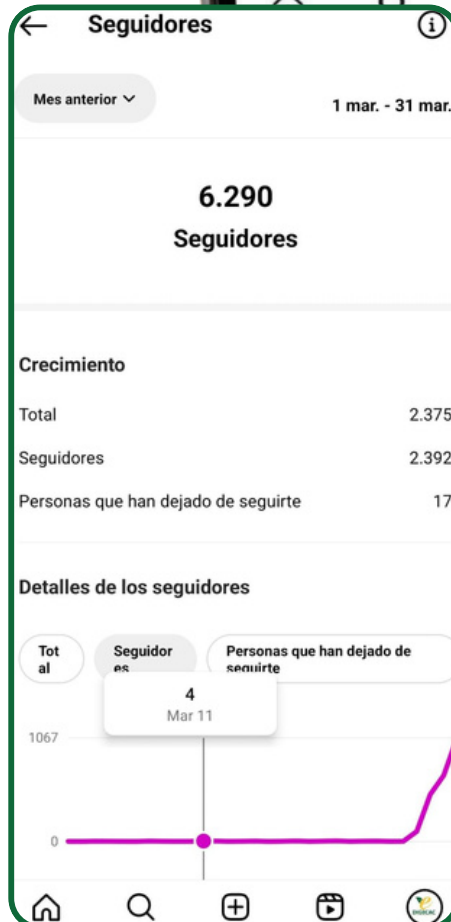 Seguidores
Mes anterior
1 mar. - 31 mar.
6.290
Seguidores
Crecimiento
Total 2.375
Seguidores 2.392
Personas que han dejado de seguirte 17
Detalles de los seguidores
Tot
al
Seguidor
es
Personas que han dejado de
seguirte
4
Mar 11
1067
0